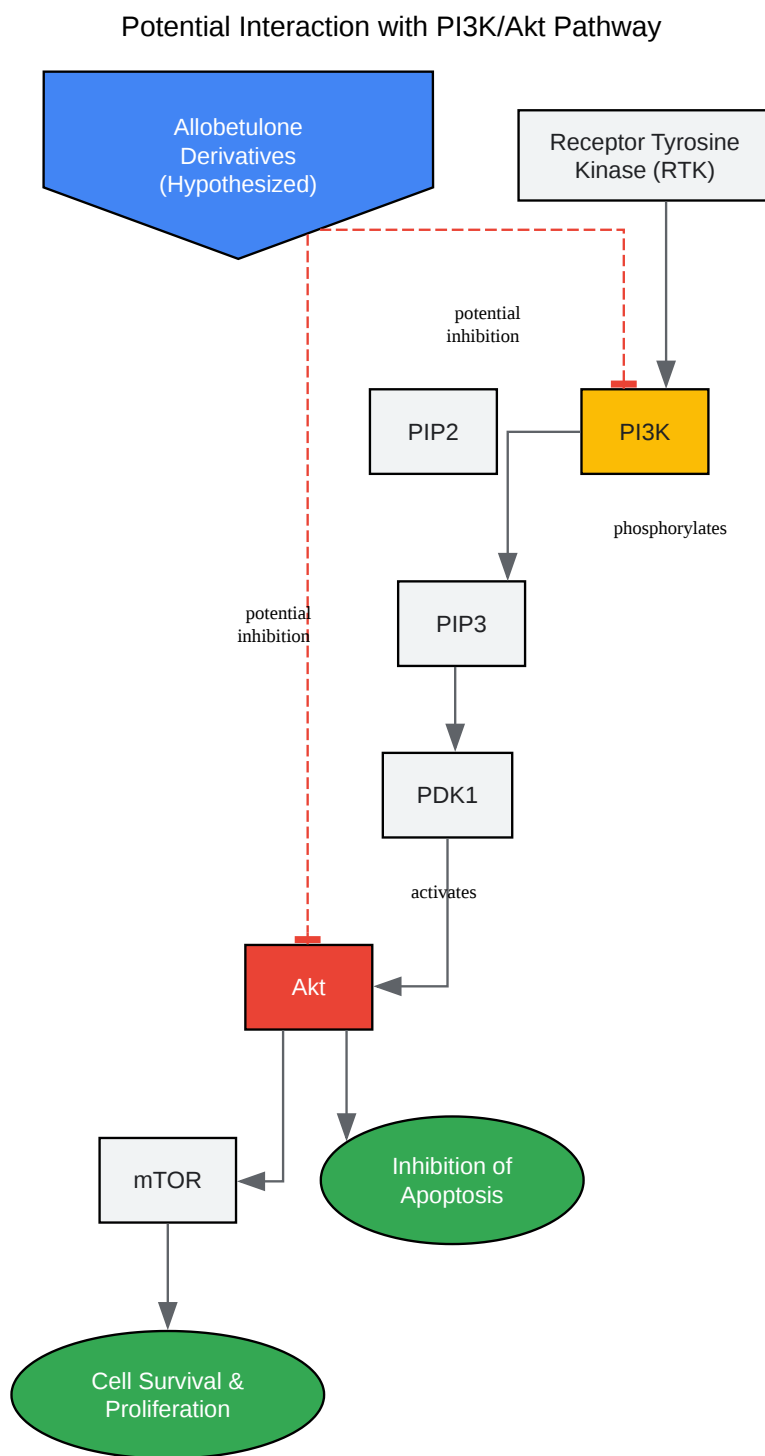 Potential Interaction with PI3K/Akt Pathway
Allobetulone
Derivatives
(Hypothesized)
Receptor Tyrosine
Kinase (RTK)
potential
inhibition
PIP2
PI3K
phosphorylates
PIP3
potential
inhibition
PDK1
activates
Akt
Inhibition of
Apoptosis
mTOR
Cell Survival &
Proliferation